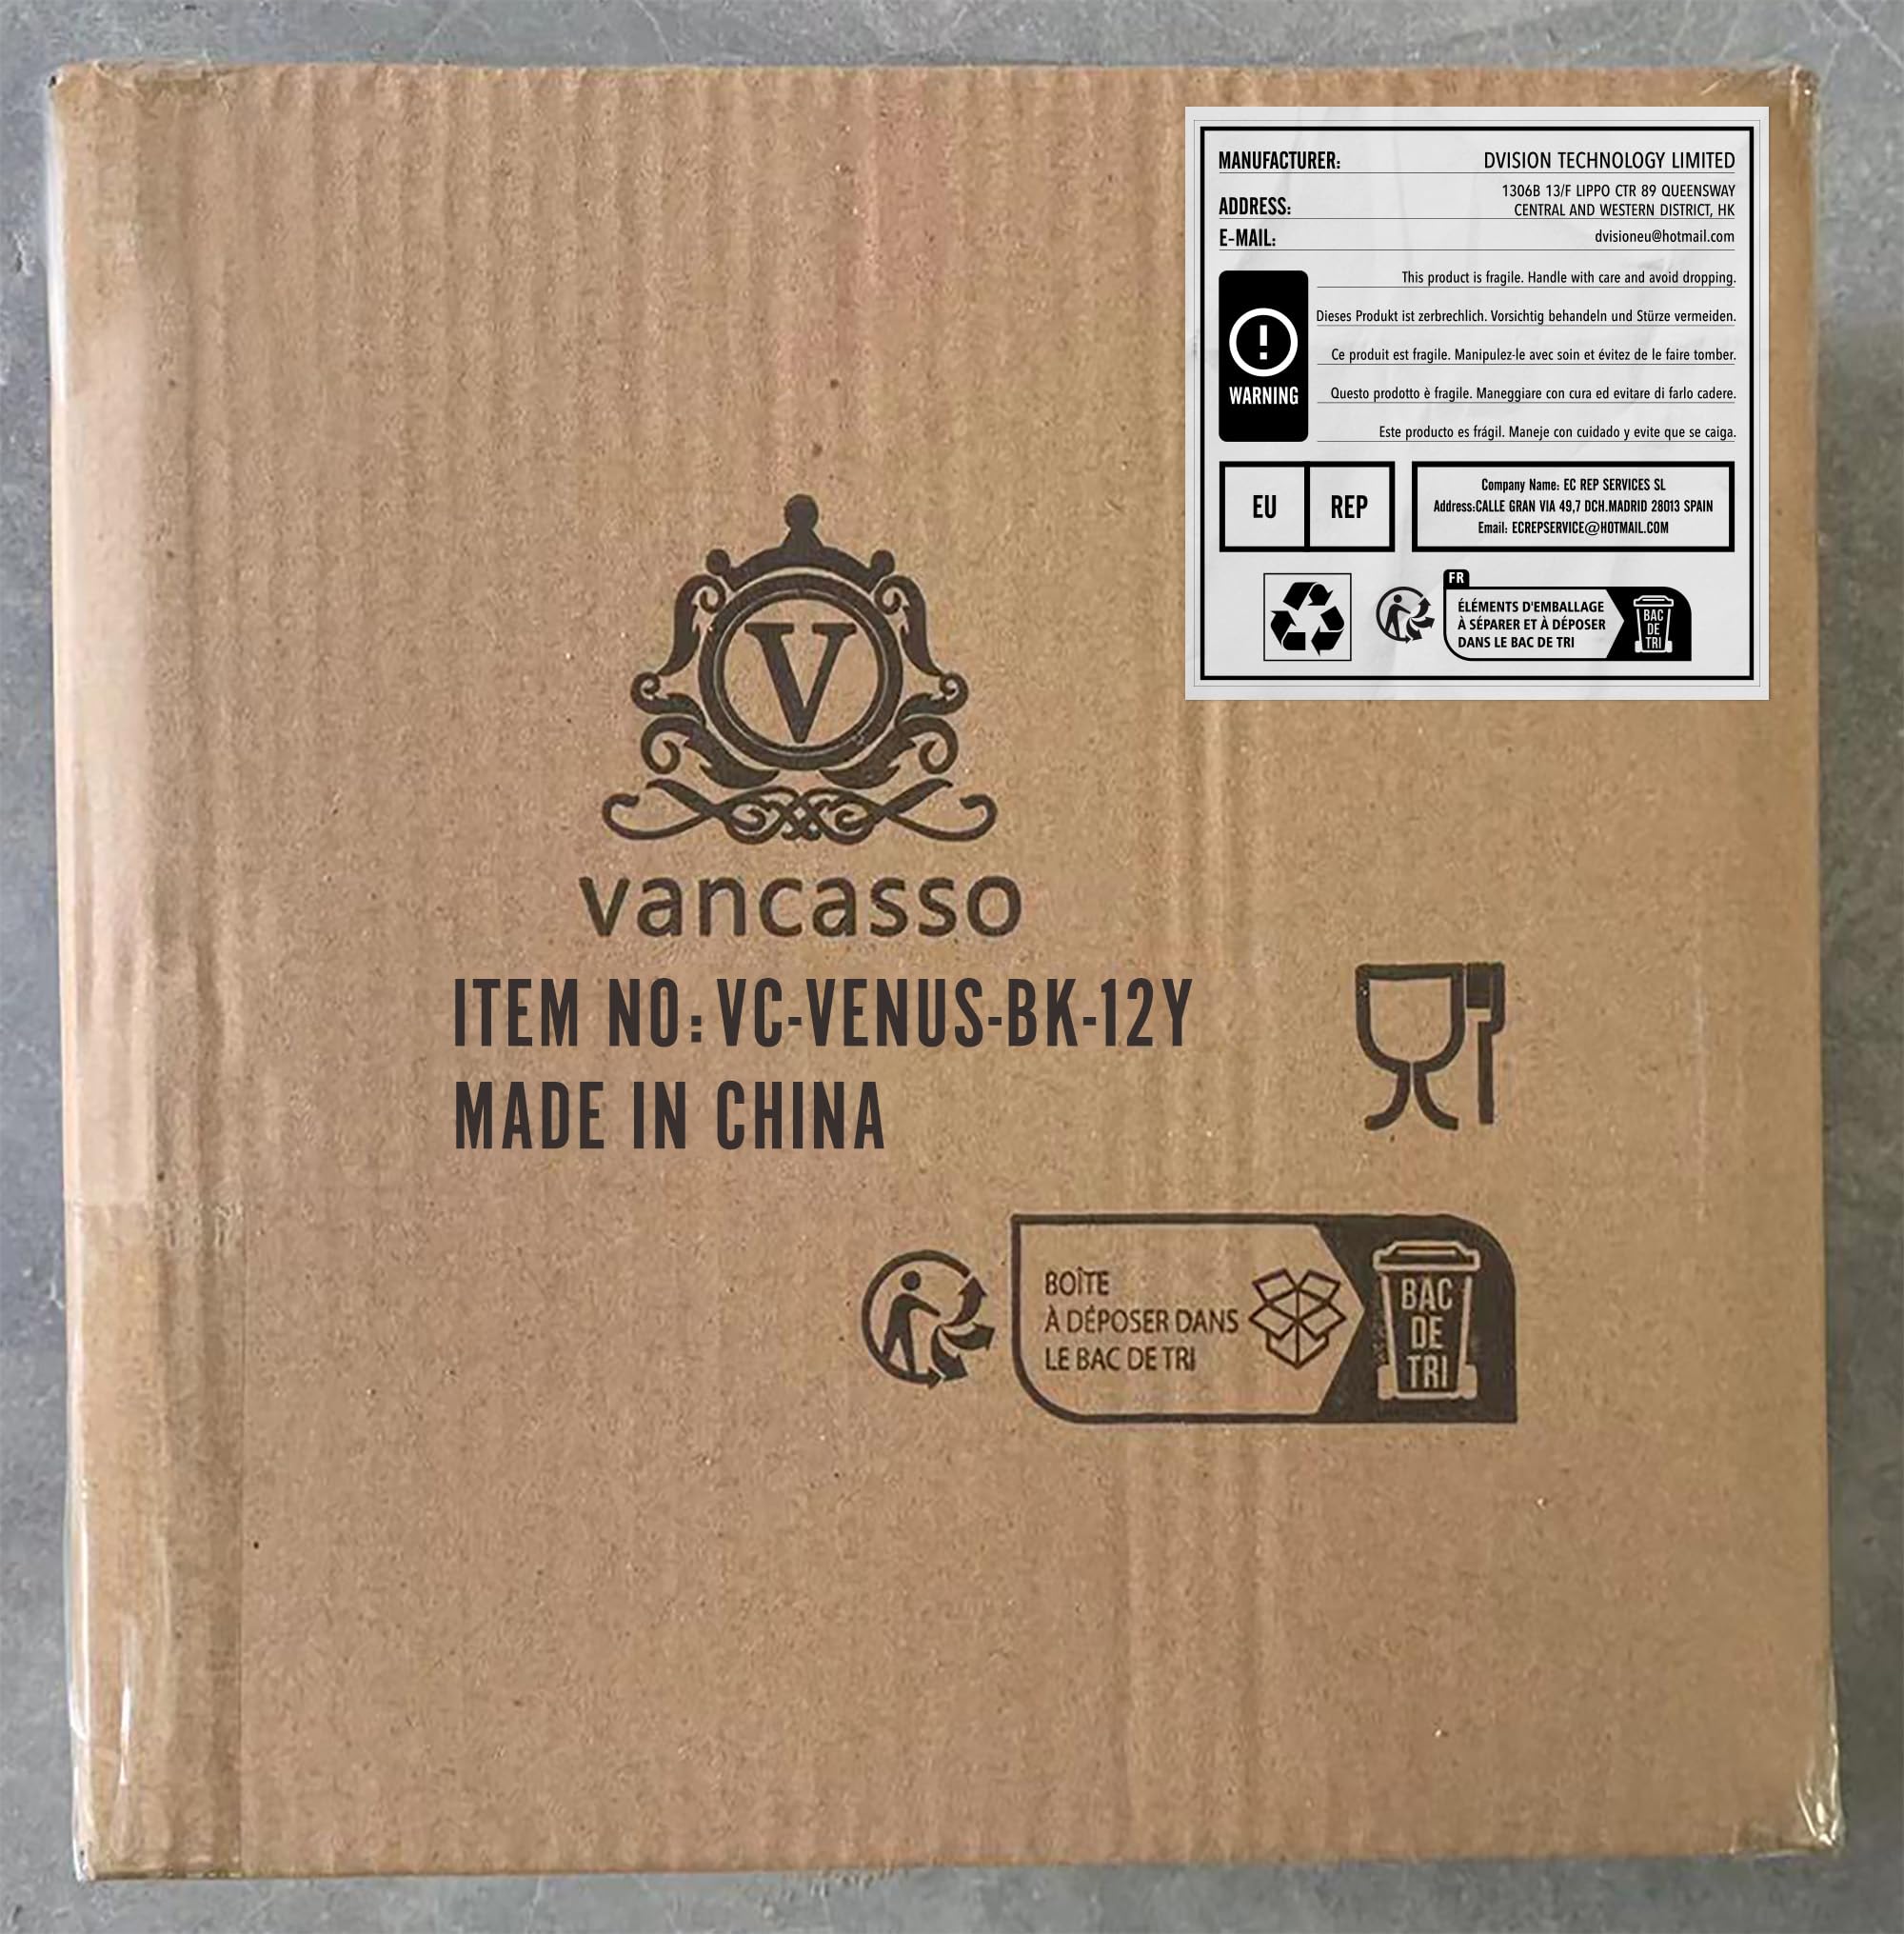 MANUFACTURER: DVISION TECHNOLOGY LIMITED
ADDRESS: 1306B 13/F LIPPO CTR 89 QUEENSWAY
CENTRAL AND WESTERN DISTRICT, HK
E-MAIL: dvisioneu@hotmail.com
This product is fragile. Handle with care and avoid dropping.
Dieses Produkt ist zerbrechlich. Vorsichtig behandeln und Stürze vermeiden.
Ce produit est fragile. Manipulez-le avec soin et évitez de le faire tomber.
Questo prodotto è fragile. Maneggiare con cura ed evitare di farlo cadere.
Este producto es frágil. Maneje con cuidado y evite que se caiga.
WARNING
EU REP
Company Name: EC REP SERVICES SL
Address:CALLE GRAN VIA 49,7 DCH.MADRID 28013 SPAIN
Email: ECREPSERVICE@HOTMAIL.COM
FR
ÉLÉMENTS D'EMBALLAGE
À SÉPARER ET À DÉPOSER
DANS LE BAC DE TRI
BAC
DE
TRI
V
vancasso
ITEM NO: VC-VENUS-BK-12Y
MADE IN CHINA
BOÎTE
À DÉPOSER DANS
LE BAC DE TRI
BAC
DE
TRI